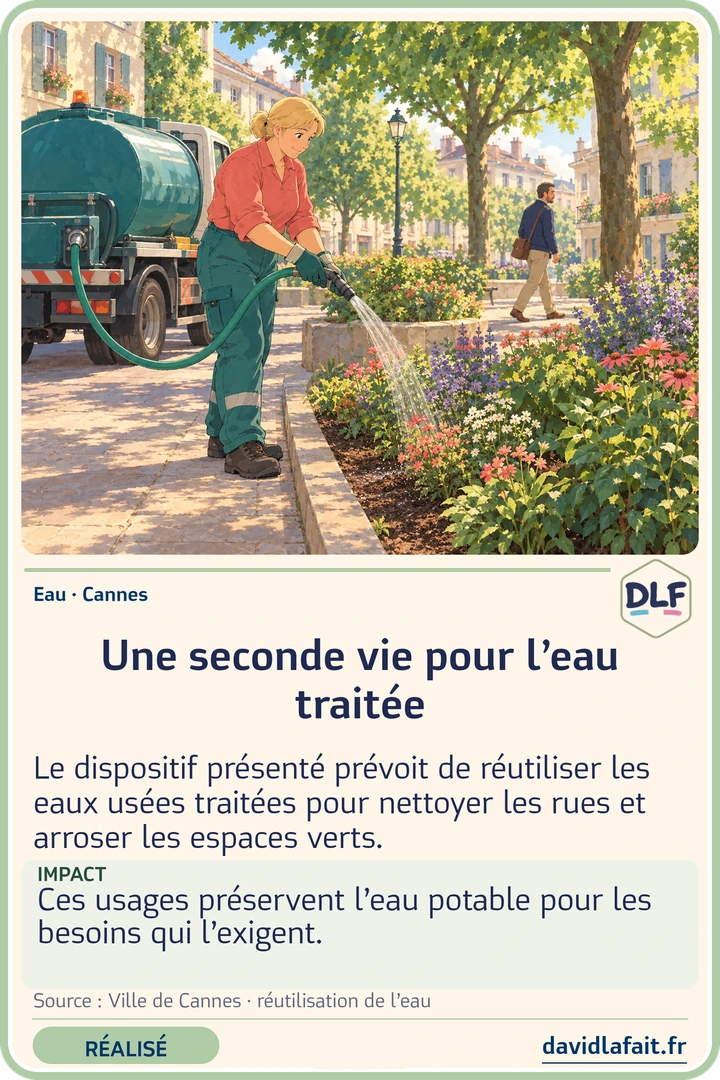 Eau · Cannes
DLF
Une seconde vie pour l’eau
traitée
Le dispositif présenté prévoit de réutiliser les
eaux usées traitées pour nettoyer les rues et
arroser les espaces verts.
IMPACT
Ces usages préservent l’eau potable pour les
besoins qui l’exigent.
Source : Ville de Cannes · réutilisation de l’eau
RÉALISÉ
davidlafait.fr